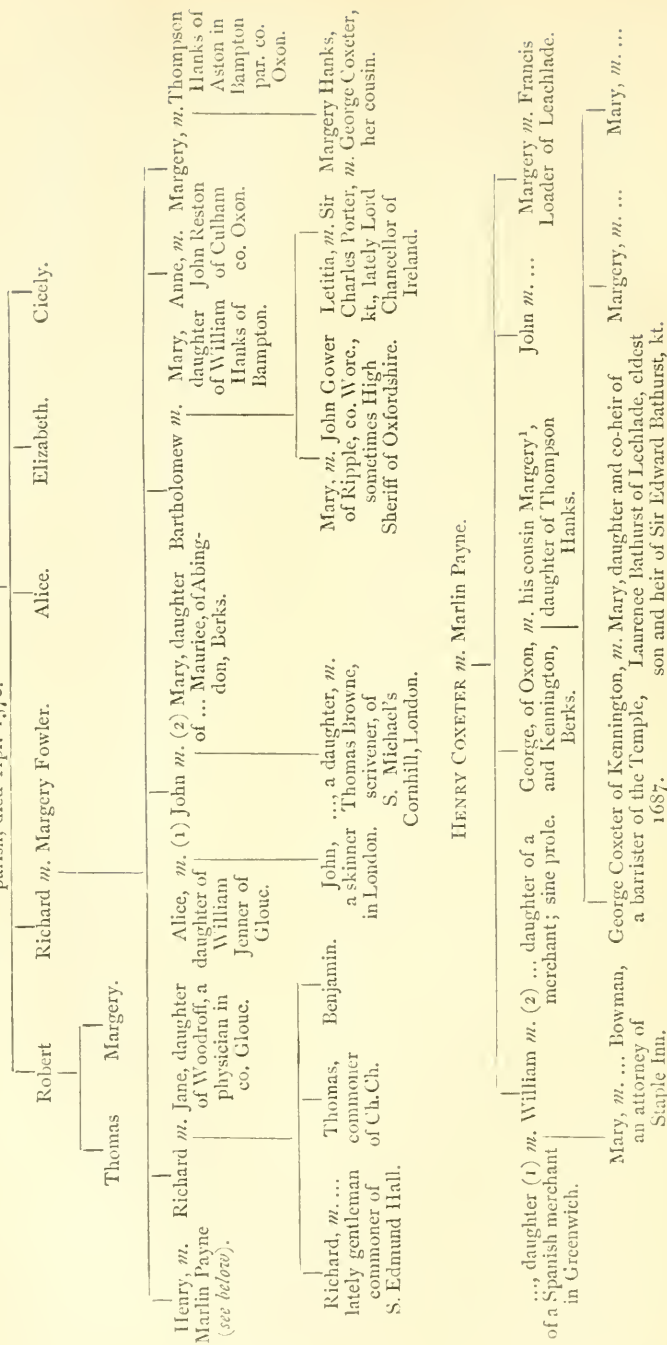 parish, died Apr.
Robert
Richard m. Margery Fowler.
Alice.
Elizabeth.
Cicely.
Thomas
Margery.
Henry, m.
Marlin Payne
(see below).
Richard m. Jane, daughter
of Woodroff, a
physician in
co. Glouc.
Alice, m. (1) John m. (2) Mary, daughter
daughter of
William
Jenner of
Glouc.
of ... Maurice, of Abing-
don, Berks.
Bartholomew m. Mary,
daughter
of William
Hanks of
Bampton.
Anne, m.
John Reston
of Culham
co. Oxon.
Margery, m. Thompson
Hanks of
Aston in
Bampton
par. co.
Oxon.
Richard, m. ...
lately gentleman
commoner of
S. Edmund Hall.
Thomas,
commoner
of Ch.Ch.
Benjamin.
John,
a skinner
in London.
..., a daughter, m.
Thomas Browne,
scrivener, of
S. Michael's
Cornhill, London.
Mary, m. John Gower
of Ripple, co. Worc.,
sometimes High
Sheriff of Oxfordshire.
Letitia, m. Sir
Charles Porter,
kt., lately Lord
Chancellor of
Ireland.
Margery Hanks,
m. George Coxeter,
her cousin.
HENRY COXETER m. Marlin Payne.
..., daughter (1) m. William m. (2) ... daughter of a
of a Spanish merchant
in Greenwich.
merchant; sine prole.
George, of Oxon, m. his cousin Margery¹,
and Kennington,
Berks.
daughter of Thompson
Hanks.
John m. ...
Margery m. Francis
Loader of Leachlade.
Mary, m. ... Bowman,
an attorney of
Staple Inn.
George Coxeter of Kennington, m. Mary, daughter and co-heir of
a barrister of the Temple,
1687.
Laurence Bathurst of Lechlade, eldest
son and heir of Sir Edward Bathurst, kt.
Margery, m. ...
Mary, m. ...